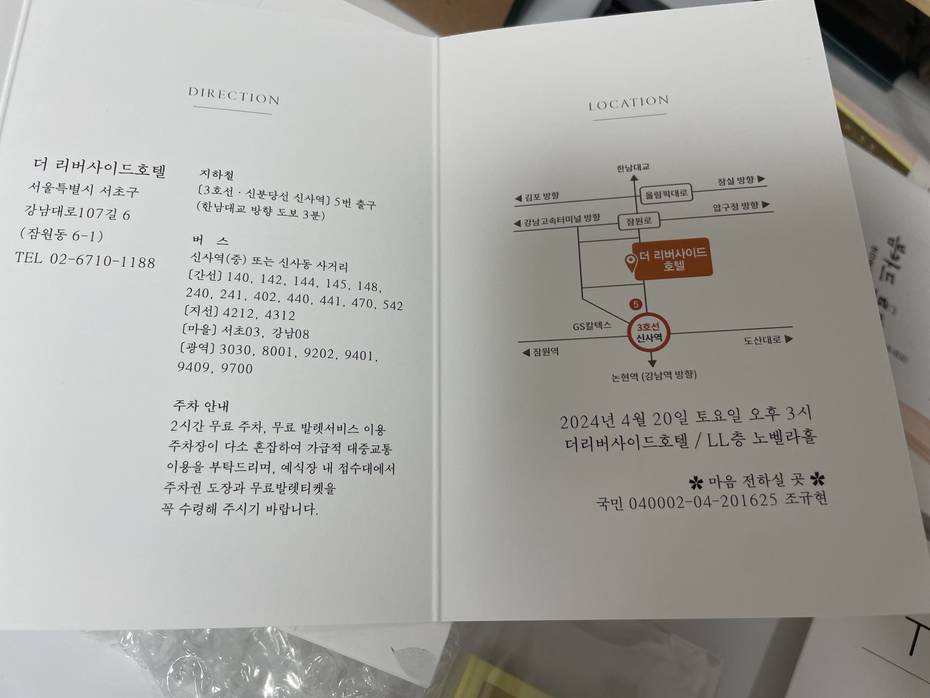 DIRECTION
더 리버사이드호텔
서울특별시 서초구
강남대로107길 6
(잠원동 6-1)
TEL 02-6710-1188
지하철
[3호선 · 신분당선 신사역] 5번 출구
(한남대교 방향 도보 3분)
버 스
신사역(중) 또는 신사동 사거리
[간선] 140, 142, 144, 145, 148,
240, 241, 402, 440, 441, 470, 542
[지선] 4212, 4312
[마을] 서초03, 강남08
[광역] 3030, 8001, 9202, 9401,
9409, 9700
주차 안내
2시간 무료 주차, 무료 발렛서비스 이용
주차장이 다소 혼잡하여 가급적 대중교통
이용을 부탁드리며, 예식장 내 접수대에서
주차권 도장과 무료발렛티켓을
꼭 수령해 주시기 바랍니다.
LOCATION
한남대교
◀ 김포 방향
올림픽대로
잠실 방향 ▶
◀ 강남고속터미널 방향
잠원로
압구정 방향 ▶
더 리버사이드
호텔
5
GS칼텍스
3호선
신사역
◀ 잠원역
도산대로 ▶
논현역 (강남역 방향)
2024년 4월 20일 토요일 오후 3시
더리버사이드호텔 / LL층 노벨라홀
✽ 마음 전하실 곳 ✽
국민 040002-04-201625 조규현